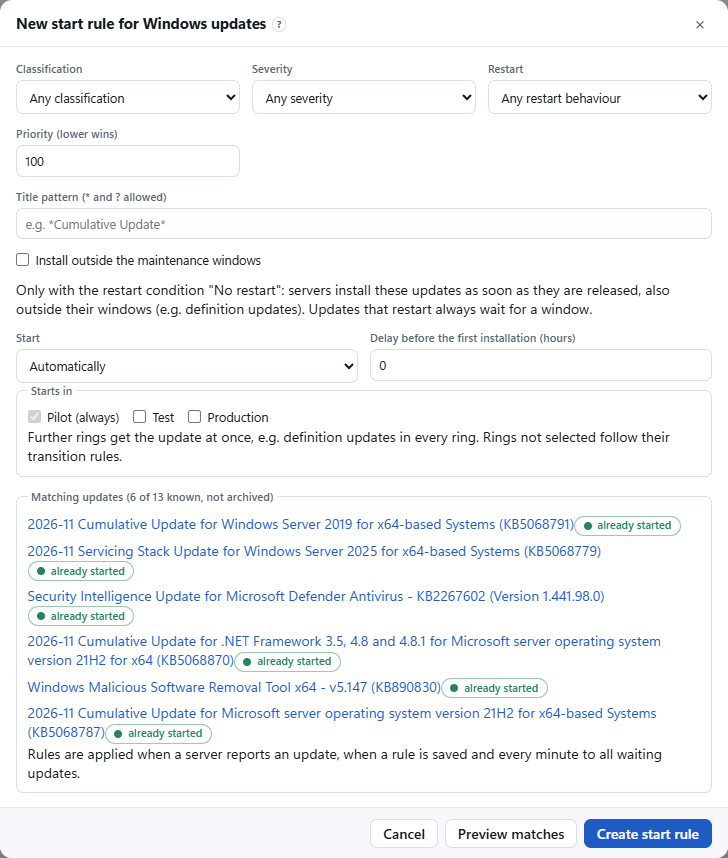 New start rule for Windows updates ?
×
Classification Severity Restart
Any classification Any severity Any restart behaviour
Priority (lower wins)
100
Title pattern (* and ? allowed)
e.g. *Cumulative Update*
Install outside the maintenance windows
Only with the restart condition "No restart": servers install these updates as soon as they are released, also
outside their windows (e.g. definition updates). Updates that restart always wait for a window.
Start Delay before the first installation (hours)
Automatically 0
Starts in
Pilot (always) Test Production
Further rings get the update at once, e.g. definition updates in every ring. Rings not selected follow their
transition rules.
Matching updates (6 of 13 known, not archived)
2026-11 Cumulative Update for Windows Server 2019 for x64-based Systems (KB5068791) already started
2026-11 Servicing Stack Update for Windows Server 2025 for x64-based Systems (KB5068779)
already started
Security Intelligence Update for Microsoft Defender Antivirus - KB2267602 (Version 1.441.98.0)
already started
2026-11 Cumulative Update for .NET Framework 3.5, 4.8 and 4.8.1 for Microsoft server operating system
version 21H2 for x64 (KB5068870) already started
Windows Malicious Software Removal Tool x64 - v5.147 (KB890830) already started
2026-11 Cumulative Update for Microsoft server operating system version 21H2 for x64-based Systems
(KB5068787) already started
Rules are applied when a server reports an update, when a rule is saved and every minute to all waiting
updates.
Cancel Preview matches Create start rule